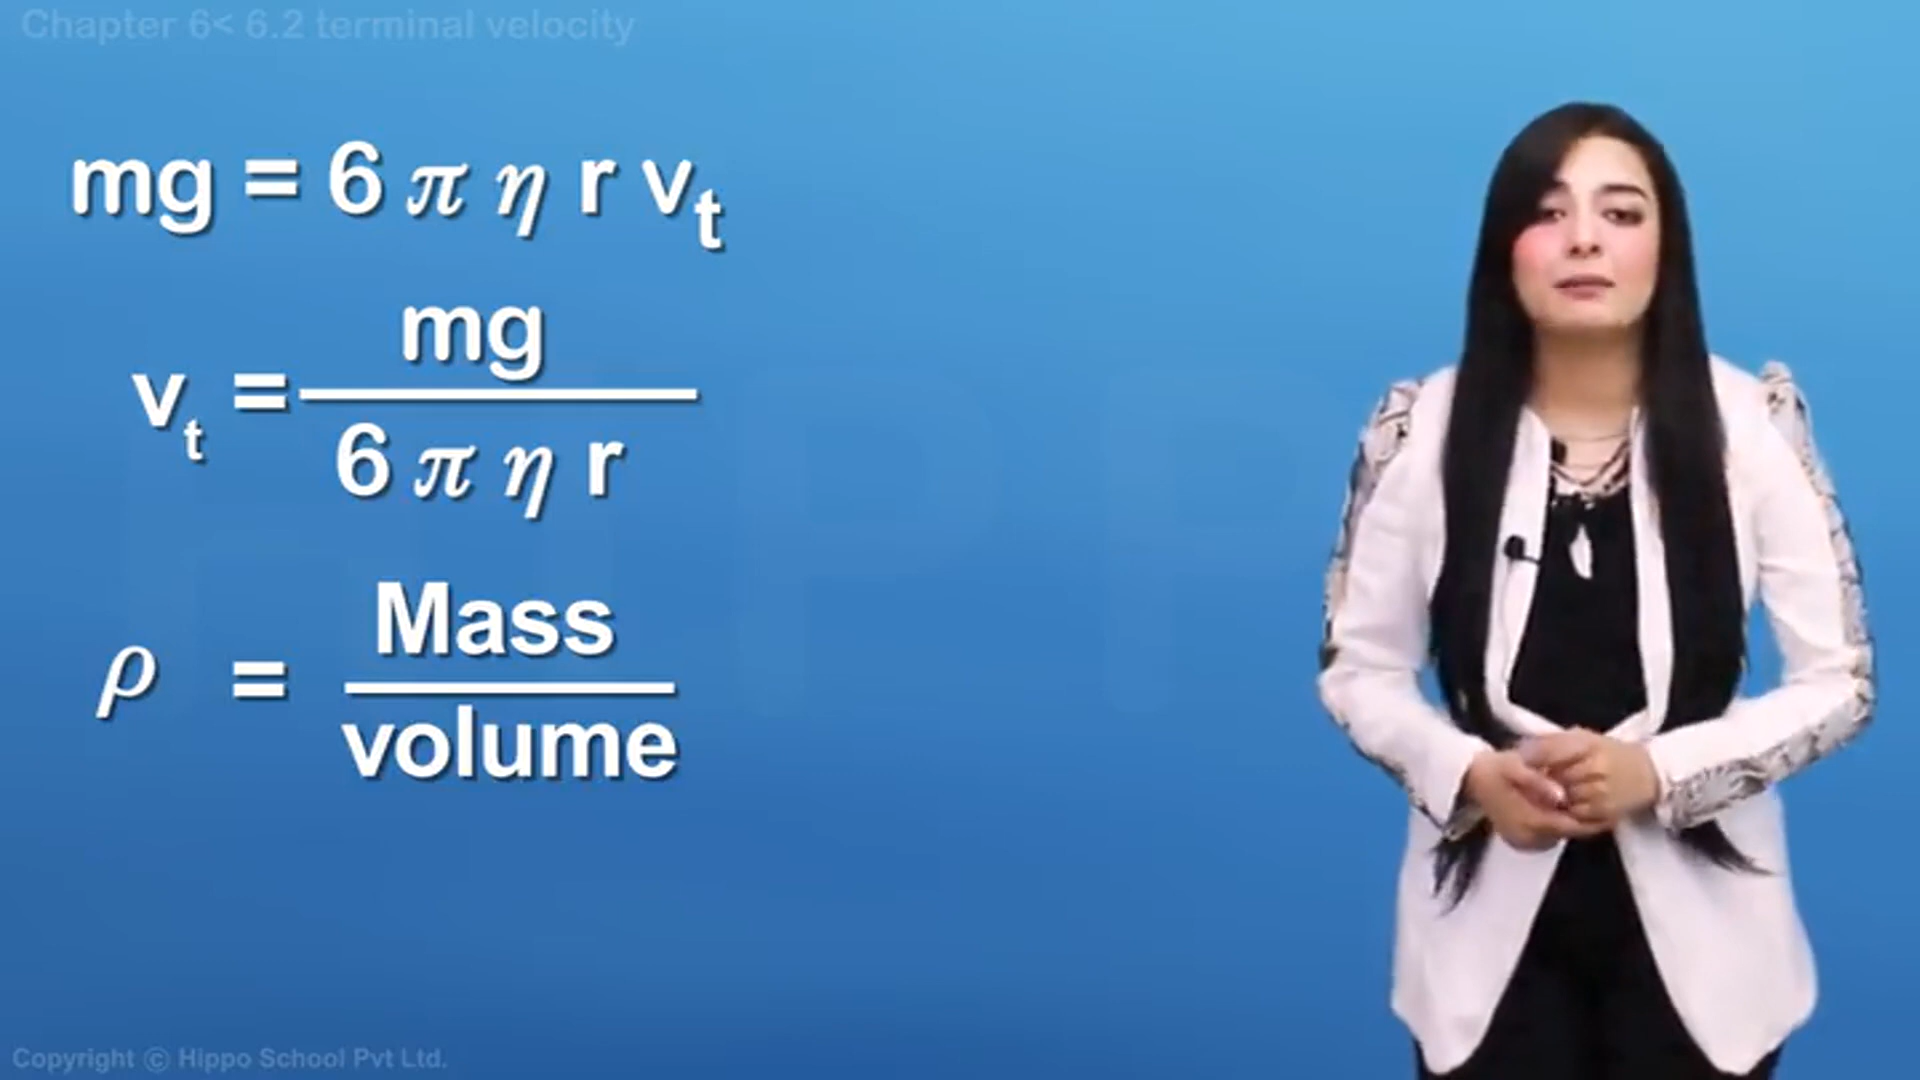 Chapter 6< 6.2 terminal velocity
mg = 6 π η r vt
vt = mg / 6 π η r
ρ = Mass / volume
Copyright © Hippo School Pvt Ltd.